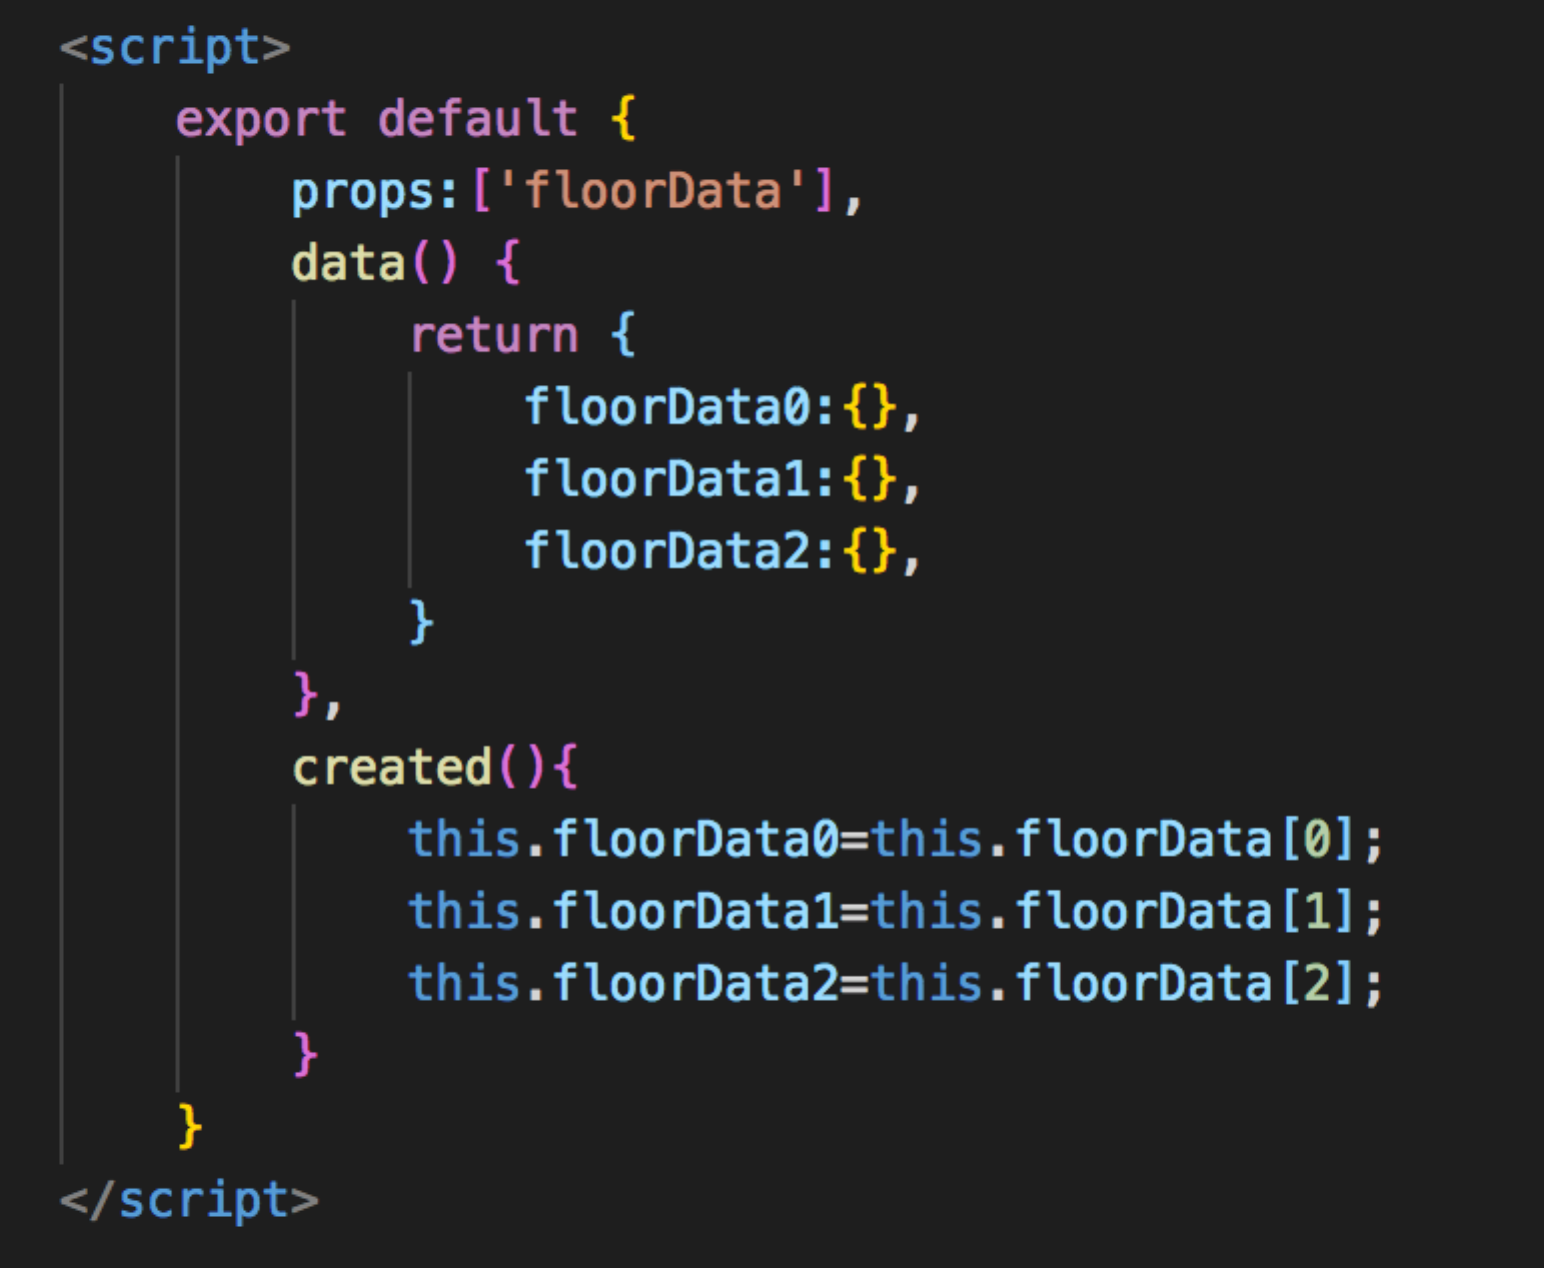 <script>
    export default {
        props:['floorData'],
        data() {
            return {
                floorData0:{},
                floorData1:{},
                floorData2:{},
            }
        },
        created(){
            this.floorData0=this.floorData[0];
            this.floorData1=this.floorData[1];
            this.floorData2=this.floorData[2];
        }
    }
</script>